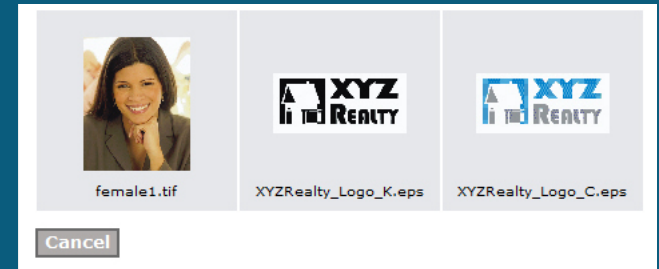 XYZ
REALTY
XYZ
REALTY
female1.tif
XYZRealty_Logo_K.eps
XYZRealty_Logo_C.eps
Cancel